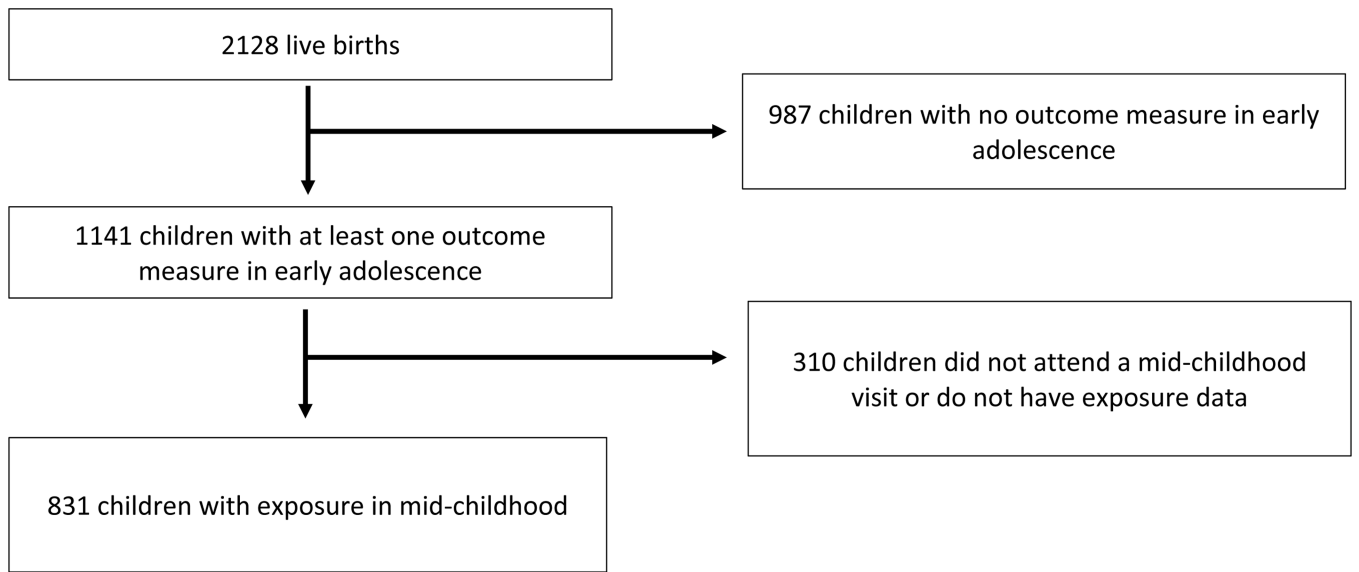 2128 live births
987 children with no outcome measure in early
adolescence
1141 children with at least one outcome
measure in early adolescence
310 children did not attend a mid-childhood
visit or do not have exposure data
831 children with exposure in mid-childhood